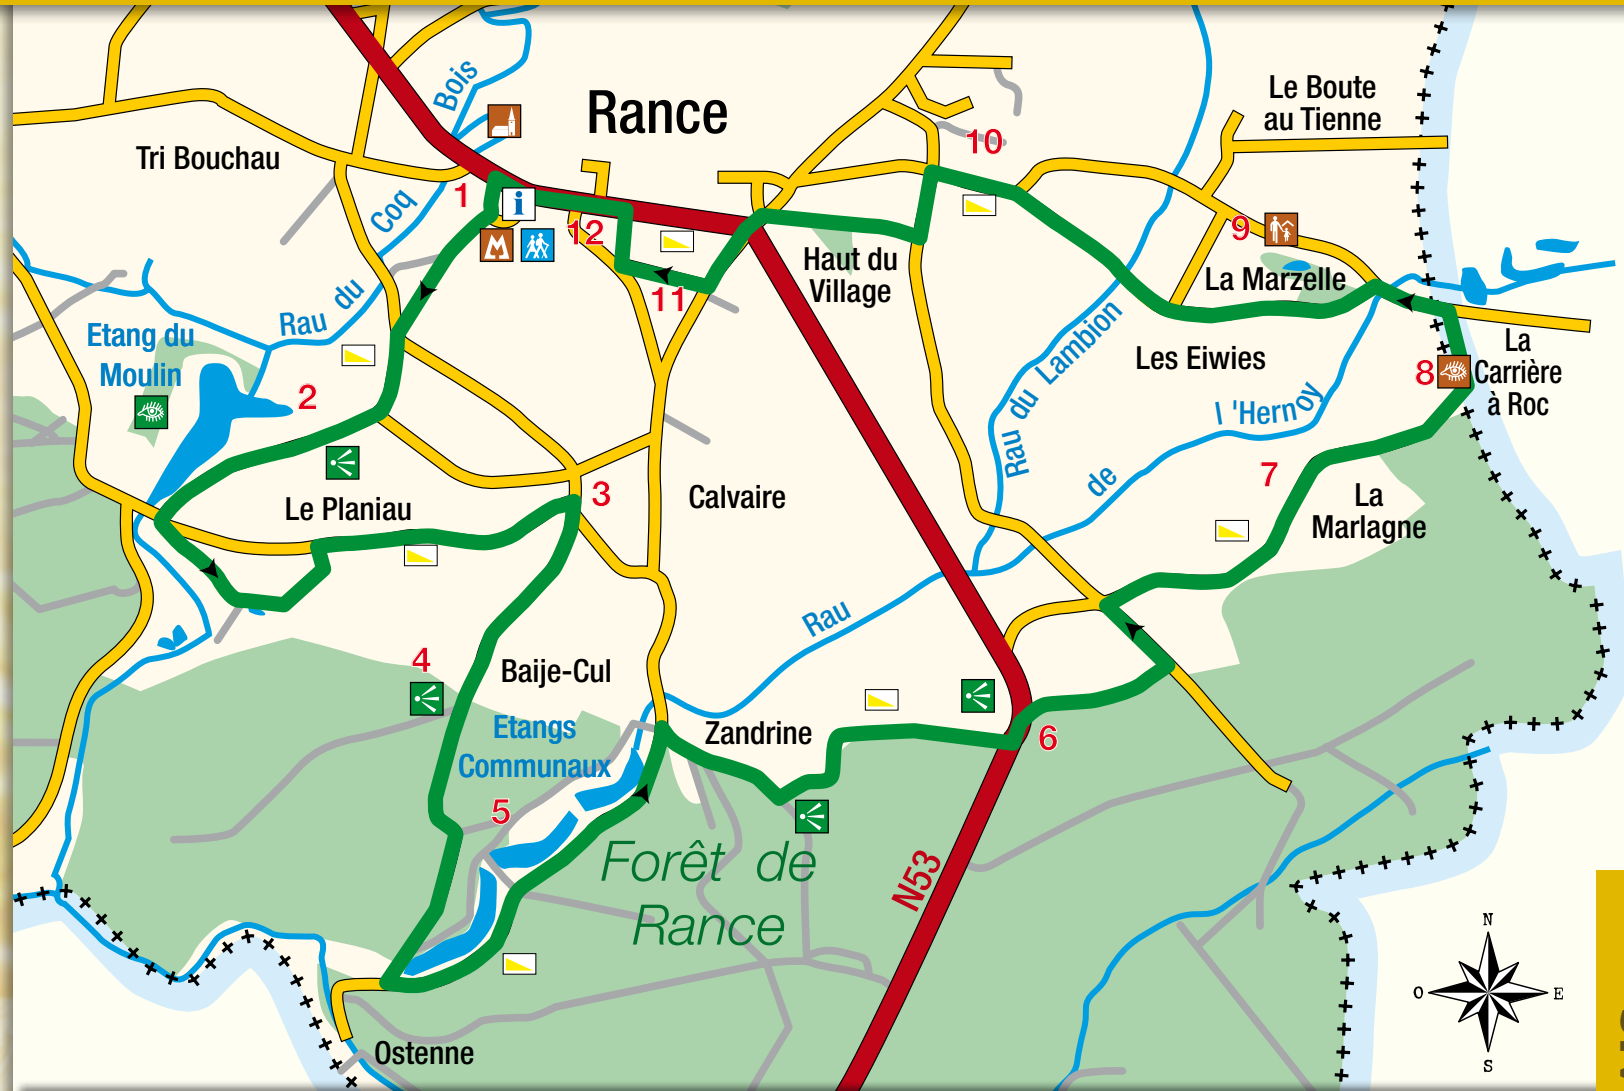 Bois
Rance
Le Boute
au Tienne
10
Tri Bouchau
1
i
Coq
12
9
M
Haut du
Village
La Marzelle
11
Rau du
Etang du
Moulin
2
Rau du Lambion
Les Eiwies
8
La
Carrière
à Roc
l 'Hernoy
de
7
3
Calvaire
La
Marlagne
Le Planiau
Rau
4
Baije-Cul
Etangs
Communaux
Zandrine
6
5
Forêt de
Rance
N53
N
O
E
S
Ostenne